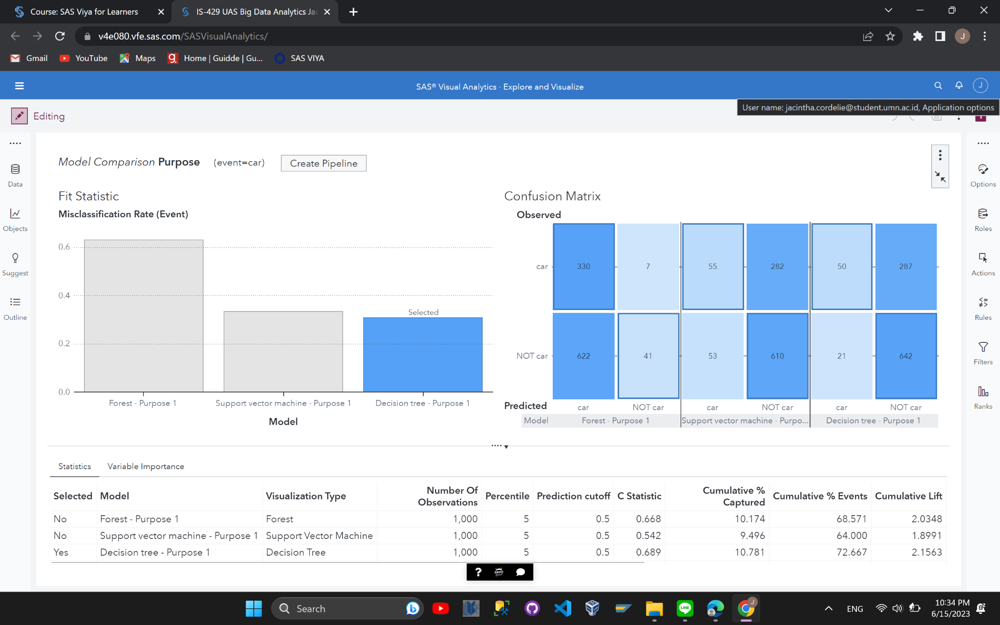 Course: SAS Viya for Learners
IS-429 UAS Big Data Analytics Jac
v4e080.vfe.sas.com/SASVisualAnalytics/
J
Gmail
YouTube
Maps
g.
Home | Guidde | Gu...
SAS VIYA
SAS® Visual Analytics - Explore and Visualize
J
Editing
User name: jacintha.cordelie@student.umn.ac.id, Application options
Data
Objects
Suggest
Outline
Options
Roles
Actions
Rules
Filters
Ranks
Model Comparison Purpose (event=car) Create Pipeline
Fit Statistic
Misclassification Rate (Event)
0.6
0.4
0.2
0.0
Selected
Forest - Purpose 1 Support vector machine - Purpose 1 Decision tree - Purpose 1
Model
Confusion Matrix
Observed
car 330 7 55 282 50 287
NOT car 622 41 53 610 21 642
Predicted car NOT car car NOT car car NOT car
Model Forest - Purpose 1 Support vector machine - Purpo... Decision tree - Purpose 1
Statistics Variable Importance
Selected Model Visualization Type Number Of Observations Percentile Prediction cutoff C Statistic Cumulative % Captured Cumulative % Events Cumulative Lift
No Forest - Purpose 1 Forest 1,000 5 0.5 0.668 10.174 68.571 2.0348
No Support vector machine - Purpose 1 Support Vector Machine 1,000 5 0.5 0.542 9.496 64.000 1.8991
Yes Decision tree - Purpose 1 Decision Tree 1,000 5 0.5 0.689 10.781 72.667 2.1563
?
Search
LINE
J
ENG
10:34 PM
6/15/2023